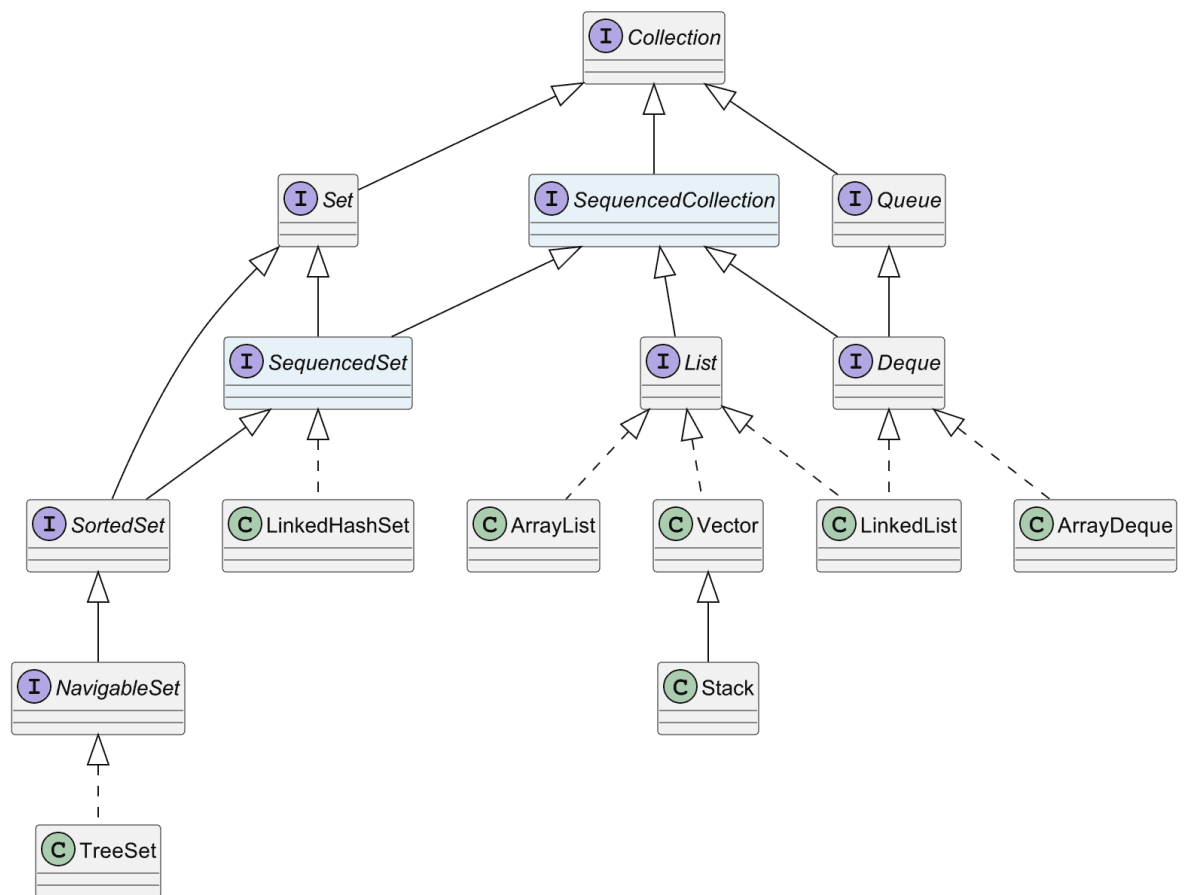 I Collection
I Set
I SequencedCollection
I Queue
I SequencedSet
I List
I Deque
I SortedSet
C LinkedHashSet
C ArrayList
C Vector
C LinkedList
C ArrayDeque
I NavigableSet
C Stack
C TreeSet